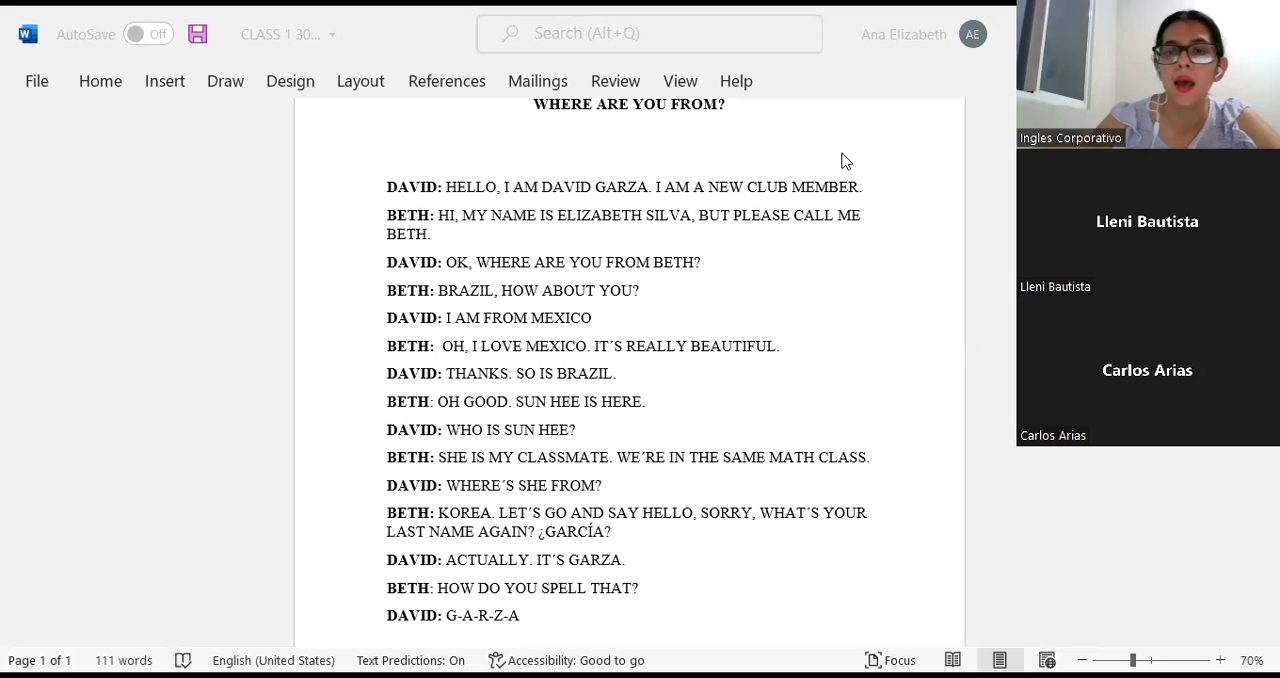 AutoSave Off CLASS 1 30... Search (Alt+Q) Ana Elizabeth AE
File Home Insert Draw Design Layout References Mailings Review View Help
WHERE ARE YOU FROM?
DAVID: HELLO, I AM DAVID GARZA. I AM A NEW CLUB MEMBER.
BETH: HI, MY NAME IS ELIZABETH SILVA, BUT PLEASE CALL ME
BETH.
DAVID: OK, WHERE ARE YOU FROM BETH?
BETH: BRAZIL, HOW ABOUT YOU?
DAVID: I AM FROM MEXICO
BETH: OH, I LOVE MEXICO. IT´S REALLY BEAUTIFUL.
DAVID: THANKS. SO IS BRAZIL.
BETH: OH GOOD. SUN HEE IS HERE.
DAVID: WHO IS SUN HEE?
BETH: SHE IS MY CLASSMATE. WE´RE IN THE SAME MATH CLASS.
DAVID: WHERE´S SHE FROM?
BETH: KOREA. LET´S GO AND SAY HELLO, SORRY, WHAT´S YOUR
LAST NAME AGAIN? ¿GARCÍA?
DAVID: ACTUALLY. IT´S GARZA.
BETH: HOW DO YOU SPELL THAT?
DAVID: G-A-R-Z-A
Page 1 of 1 111 words English (United States) Text Predictions: On Accessibility: Good to go Focus 70%
Ingles Corporativo
Lleni Bautista
Lleni Bautista
Carlos Arias
Carlos Arias